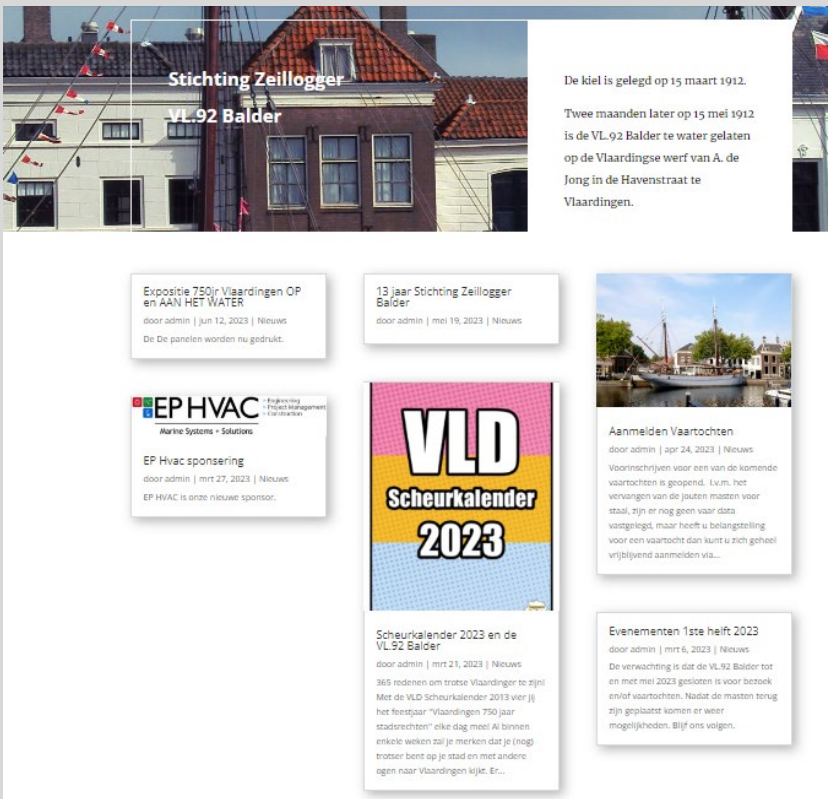 Stichting Zeillogger
VL.92 Balder
De kiel is gelegd op 15 maart 1912.
Twee maanden later op 15 mei 1912
is de VL.92 Balder te water gelaten
op de Vlaardingse werf van A. de
Jong in de Havenstraat te
Vlaardingen.
Expositie 750jr Vlaardingen OP
en AAN HET WATER
door admin | jun 12, 2023 | Nieuws
De De panelen worden nu gedrukt.
EP HVAC
Engineering
Project Management
Construction
Marine Systems + Solutions
EP Hvac sponsering
door admin | mrt 27, 2023 | Nieuws
EP HVAC is onze nieuwe sponsor.
13 jaar Stichting Zeillogger
Balder
door admin | mei 19, 2023 | Nieuws
VLD
Scheurkalender
2023
Scheurkalender 2023 en de
VL.92 Balder
door admin | mrt 21, 2023 | Nieuws
365 redenen om trotse Vlaardinger te zijn!
Met de VLD Scheurkalender 2013 vier jij
het feestjaar "Vlaardingen 750 jaar
stadsrechten" elke dag mee! Al binnen
enkele weken zal je merken dat je (nog)
trotser bent op je stad en met andere
ogen naar Vlaardingen kijkt. Er...
Aanmelden Vaartochten
door admin | apr 24, 2023 | Nieuws
Voorinschrijven voor een van de komende
vaartochten is geopend. I.v.m. het
vervangen van de houten masten voor
staal, zijn er nog geen vaar data
vastgelegd, maar heeft u belangstelling
voor een vaartocht dan kunt u zich geheel
vrijblijvend aanmelden via...
Evenementen 1ste helft 2023
door admin | mrt 6, 2023 | Nieuws
De verwachting is dat de VL.92 Balder tot
en met mei 2023 gesloten is voor bezoek
en/of vaartochten. Nadat de masten terug
zijn geplaatst komen er weer
mogelijkheden. Blijf ons volgen.